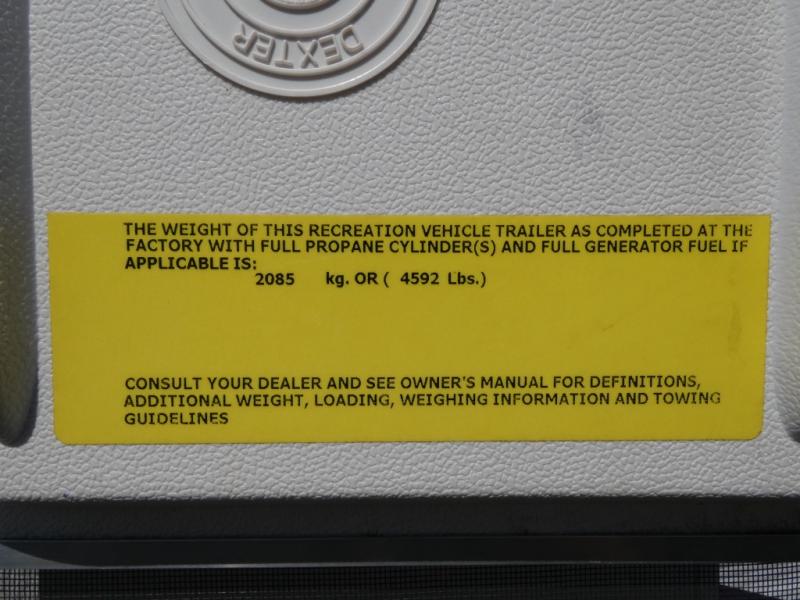 DEXTER
THE WEIGHT OF THIS RECREATION VEHICLE TRAILER AS COMPLETED AT THE
FACTORY WITH FULL PROPANE CYLINDER(S) AND FULL GENERATOR FUEL IF
APPLICABLE IS:
2085 kg. OR ( 4592 Lbs.)
CONSULT YOUR DEALER AND SEE OWNER'S MANUAL FOR DEFINITIONS,
ADDITIONAL WEIGHT, LOADING, WEIGHING INFORMATION AND TOWING
GUIDELINES